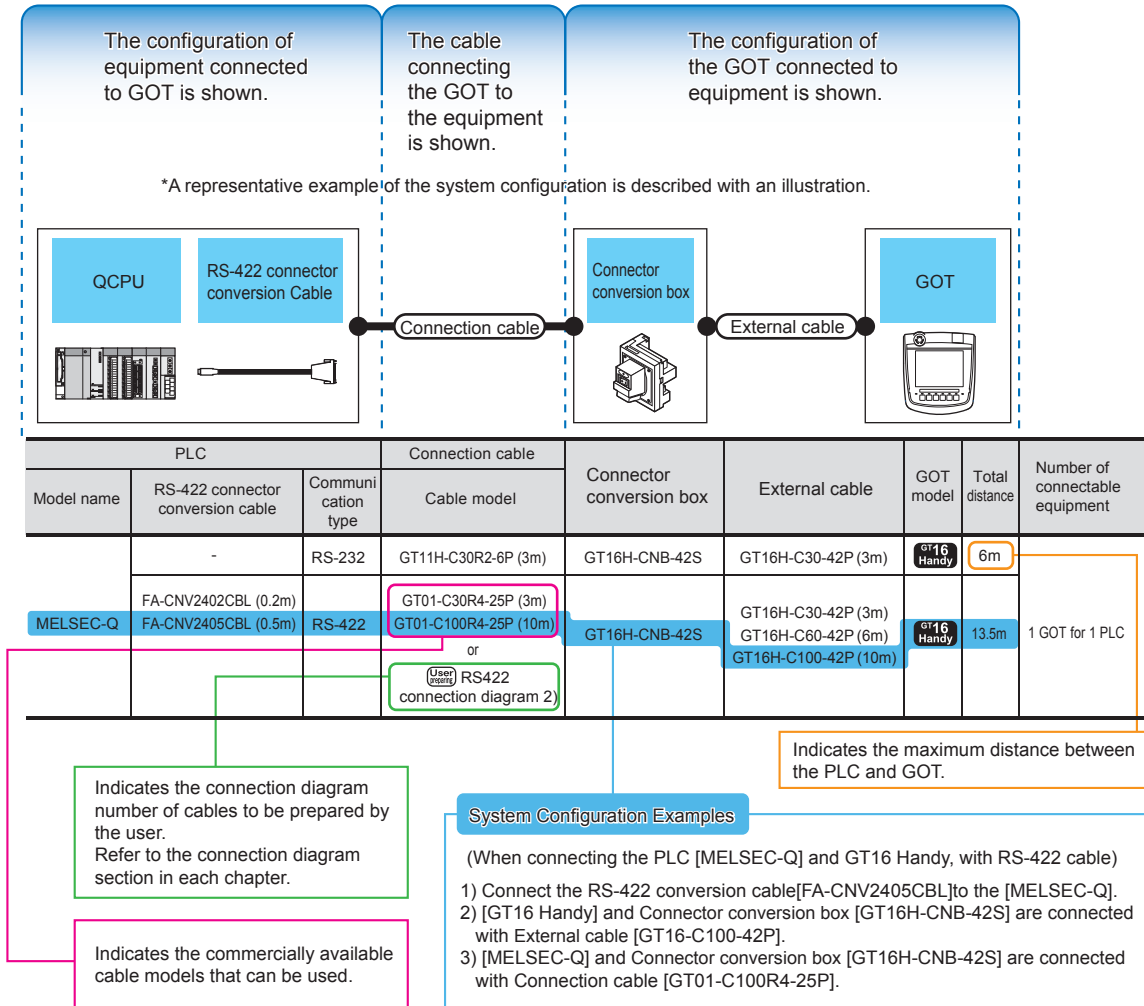 The configuration of
equipment connected
to GOT is shown.
The cable
connecting
the GOT to
the equipment
is shown.
The configuration of
the GOT connected to
equipment is shown.
*A representative example of the system configuration is described with an illustration.
QCPU
RS-422 connector
conversion Cable
Connection cable
Connector
conversion box
External cable
GOT
PLC
Connection cable
Connector
conversion box
External cable
GOT
model
Total
distance
Number of
connectable
equipment
Model name
RS-422 connector
conversion cable
Communi
cation
type
Cable model
-
RS-232
GT11H-C30R2-6P (3m)
GT16H-CNB-42S
GT16H-C30-42P (3m)
GT16
Handy
6m
MELSEC-Q
FA-CNV2402CBL (0.2m)
FA-CNV2405CBL (0.5m)
RS-422
GT01-C30R4-25P (3m)
GT01-C100R4-25P (10m)
or
User
preparing RS422
connection diagram 2)
GT16H-CNB-42S
GT16H-C30-42P (3m)
GT16H-C60-42P (6m)
GT16H-C100-42P (10m)
GT16
Handy
13.5m
1 GOT for 1 PLC
Indicates the maximum distance between
the PLC and GOT.
Indicates the connection diagram
number of cables to be prepared by
the user.
Refer to the connection diagram
section in each chapter.
Indicates the commercially available
cable models that can be used.
System Configuration Examples
(When connecting the PLC [MELSEC-Q] and GT16 Handy, with RS-422 cable)
1) Connect the RS-422 conversion cable[FA-CNV2405CBL]to the [MELSEC-Q].
2) [GT16 Handy] and Connector conversion box [GT16H-CNB-42S] are connected
with External cable [GT16-C100-42P].
3) [MELSEC-Q] and Connector conversion box [GT16H-CNB-42S] are connected
with Connection cable [GT01-C100R4-25P].